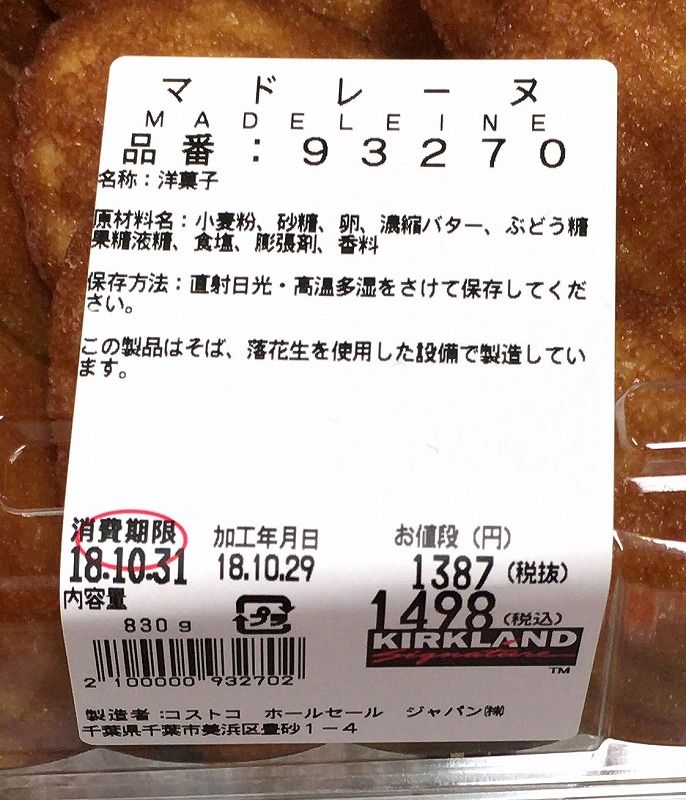 マドレーヌ
MADELEINE
品番：93270
名称：洋菓子
原材料名：小麦粉、砂糖、卵、濃縮バター、ぶどう糖
果糖液糖、食塩、膨張剤、香料
保存方法：直射日光・高温多湿をさけて保存してくだ
さい。
この製品はそば、落花生を使用した設備で製造してい
ます。
消費期限 加工年月日 お値段（円）
18.10.31 18.10.29 1387（税抜）
内容量 1498（税込）
830g プラ
KIRKLAND
Signature
TM
2 100000 932702
製造者：コストコ ホールセール ジャパン㈱
千葉県千葉市美浜区豊砂1－4